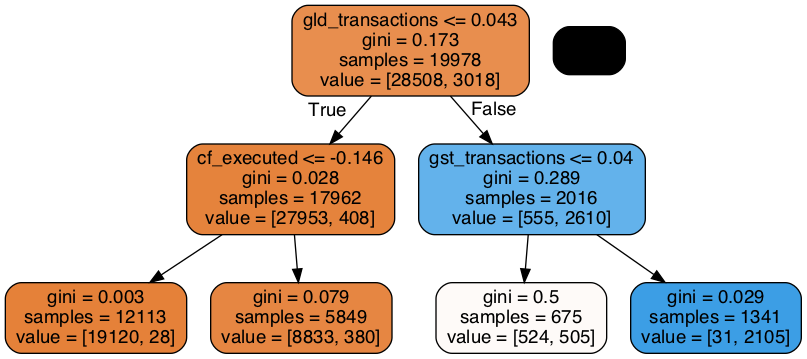 gld_transactions <= 0.043
gini = 0.173
samples = 19978
value = [28508, 3018]
True
False
cf_executed <= -0.146
gini = 0.028
samples = 17962
value = [27953, 408]
gst_transactions <= 0.04
gini = 0.289
samples = 2016
value = [555, 2610]
gini = 0.003
samples = 12113
value = [19120, 28]
gini = 0.079
samples = 5849
value = [8833, 380]
gini = 0.5
samples = 675
value = [524, 505]
gini = 0.029
samples = 1341
value = [31, 2105]